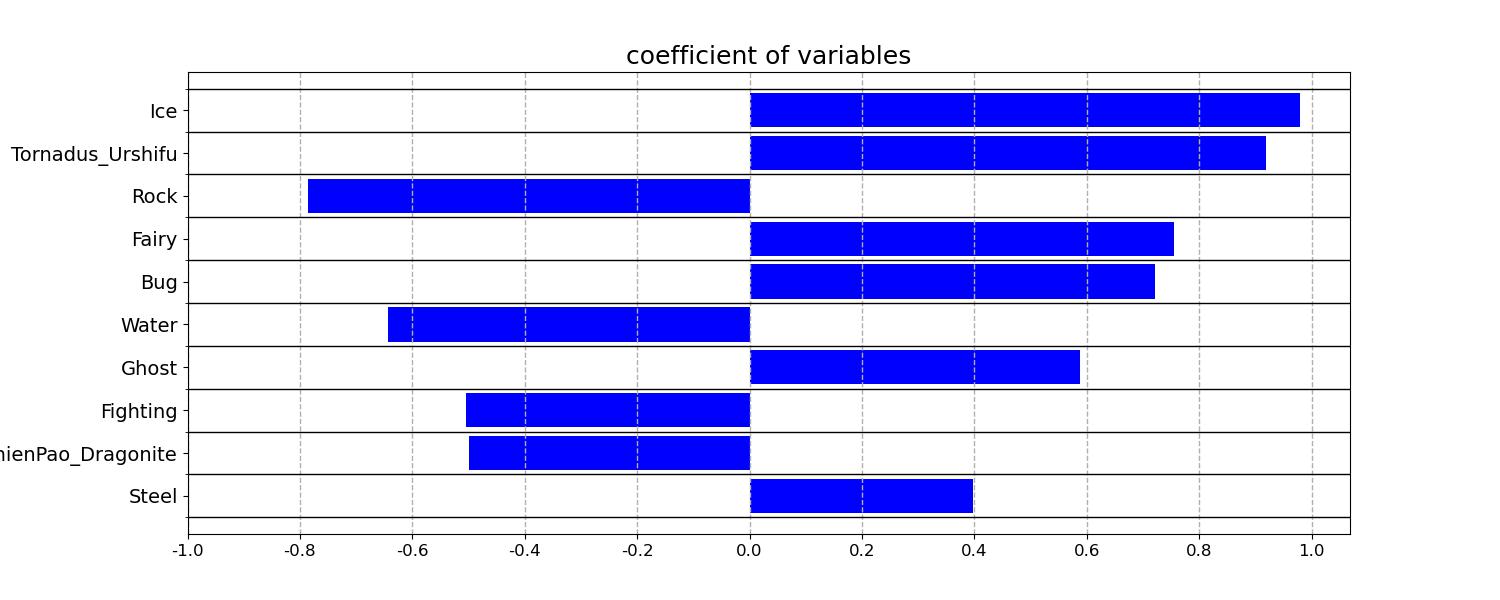 coefficient of variables
Ice
Tornadus_Urshifu
Rock
Fairy
Bug
Water
Ghost
Fighting
ienPao_Dragonite
Steel
-1.0 -0.8 -0.6 -0.4 -0.2 0.0 0.2 0.4 0.6 0.8 1.0